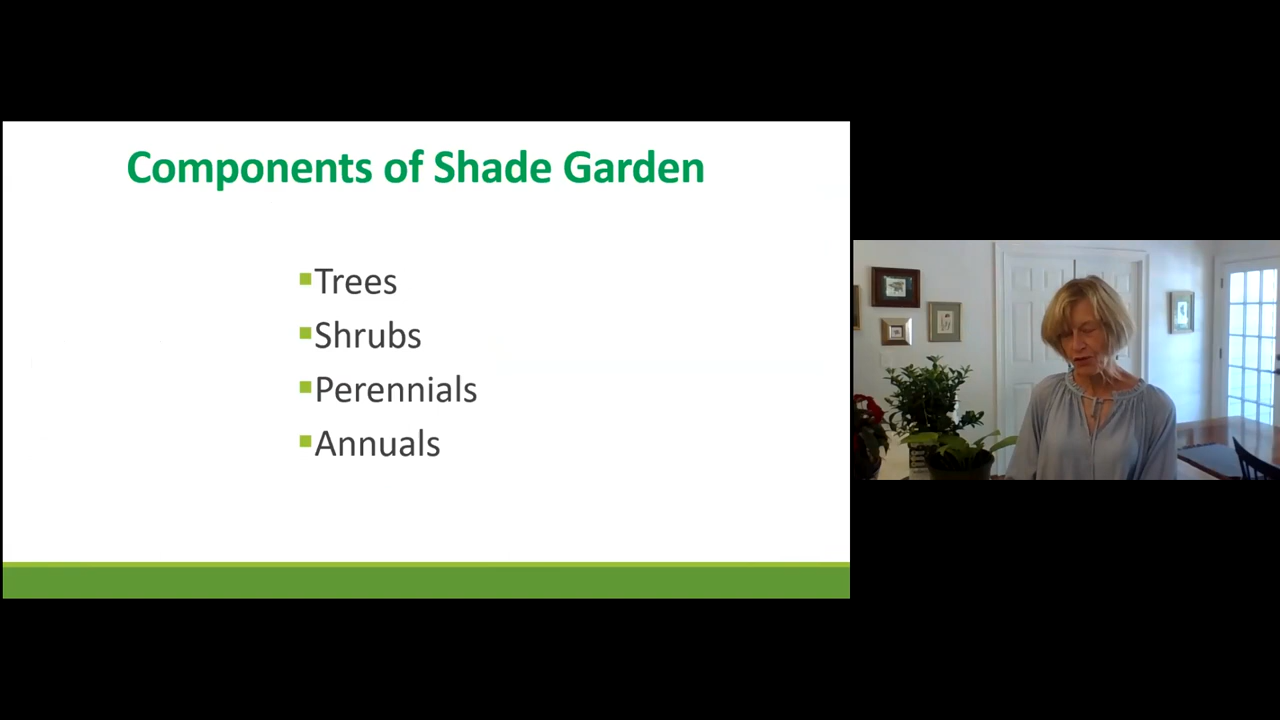 Components of Shade Garden
▪Trees
▪Shrubs
▪Perennials
▪Annuals